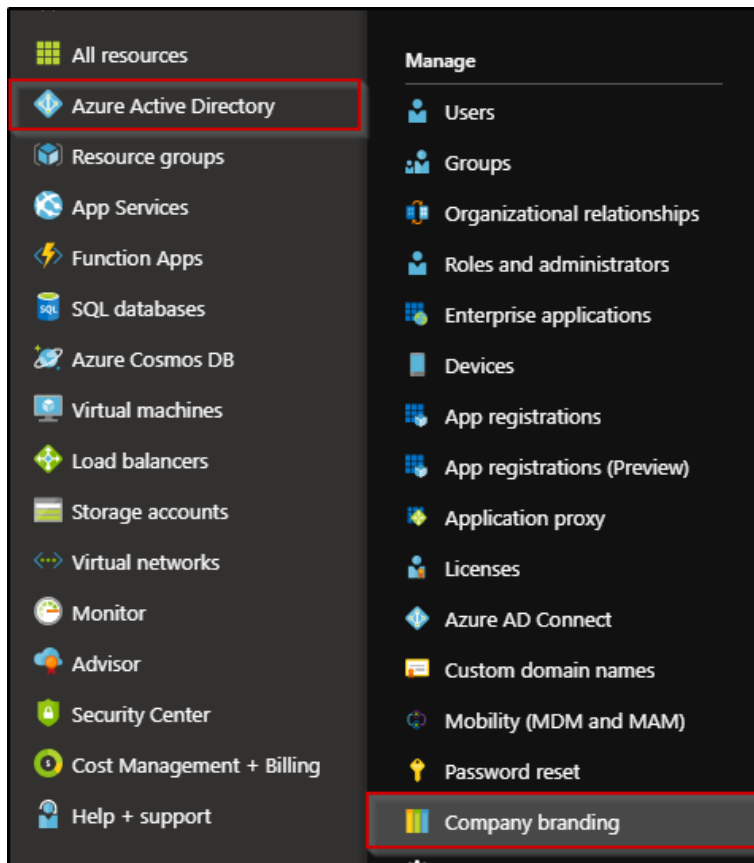 All resources
Azure Active Directory
Resource groups
App Services
Function Apps
SQL
SQL databases
Azure Cosmos DB
Virtual machines
Load balancers
Storage accounts
Virtual networks
Monitor
Advisor
Security Center
Cost Management + Billing
Help + support
Manage
Users
Groups
Organizational relationships
Roles and administrators
Enterprise applications
Devices
App registrations
App registrations (Preview)
Application proxy
Licenses
Azure AD Connect
Custom domain names
Mobility (MDM and MAM)
Password reset
Company branding